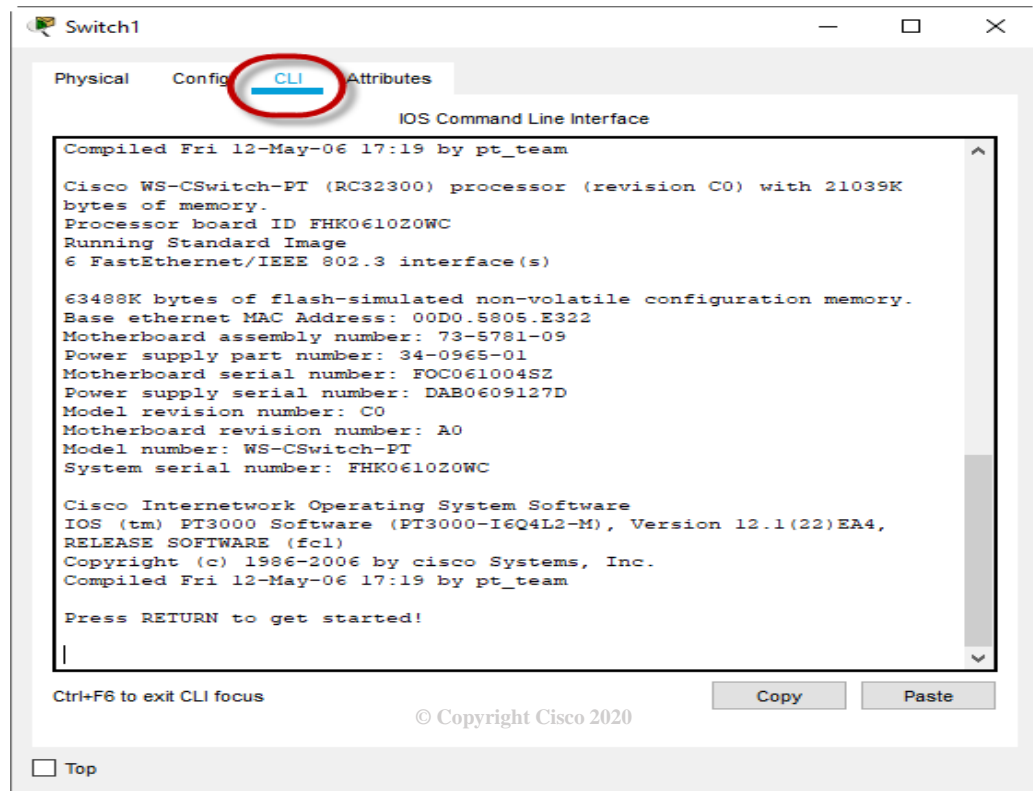 Switch1
Physical Config CLI Attributes
IOS Command Line Interface
Compiled Fri 12-May-06 17:19 by pt_team
Cisco WS-CSwitch-PT (RC32300) processor (revision C0) with 21039K
bytes of memory.
Processor board ID FHK0610Z0WC
Running Standard Image
6 FastEthernet/IEEE 802.3 interface(s)
63488K bytes of flash-simulated non-volatile configuration memory.
Base ethernet MAC Address: 00D0.5805.E322
Motherboard assembly number: 73-5781-09
Power supply part number: 34-0965-01
Motherboard serial number: FOC061004SZ
Power supply serial number: DAB0609127D
Model revision number: C0
Motherboard revision number: A0
Model number: WS-CSwitch-PT
System serial number: FHK0610Z0WC
Cisco Internetwork Operating System Software
IOS (tm) PT3000 Software (PT3000-I6Q4L2-M), Version 12.1(22)EA4,
RELEASE SOFTWARE (fc1)
Copyright (c) 1986-2006 by cisco Systems, Inc.
Compiled Fri 12-May-06 17:19 by pt_team
Press RETURN to get started!
Ctrl+F6 to exit CLI focus
Copy Paste
© Copyright Cisco 2020
Top